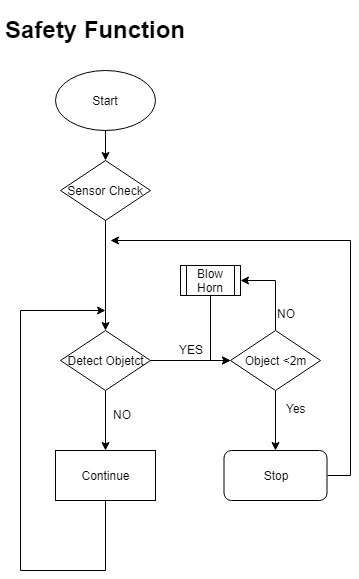 Safety Function
Start
Sensor Check
Blow
Horn
NO
YES
Detect Objetct
Object <2m
NO
Yes
Continue
Stop